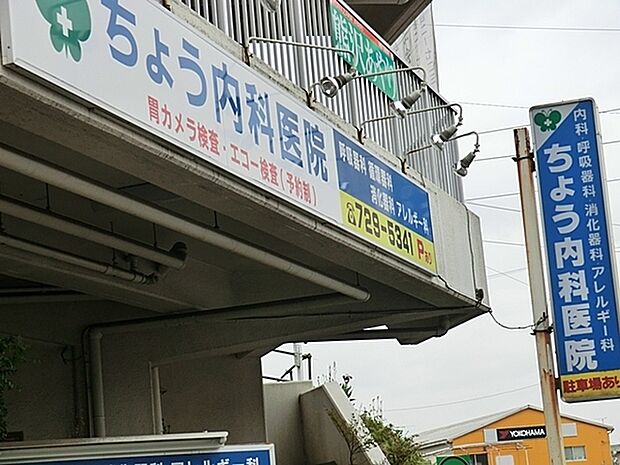 ちょう内科医院
胃カメラ検査・エコー検査(予約制)
呼吸器科 循環器科
消化器科 アレルギー科
☎729-5341 Pあり
内科 呼吸器科 消化器科 アレルギー科
ちょう内科医院
駐車場あり
YOKOHAMA